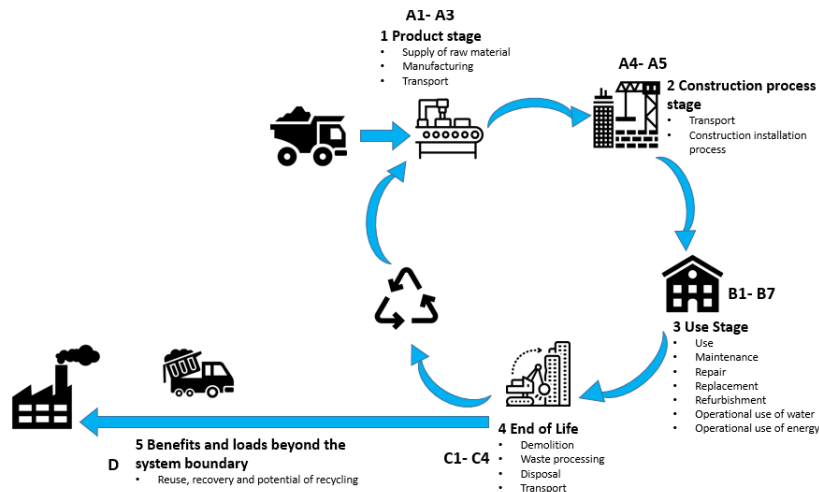 A1- A3
1 Product stage
• Supply of raw material
• Manufacturing
• Transport
A4- A5
2 Construction process
stage
• Transport
• Construction installation
process
B1- B7
3 Use Stage
• Use
• Maintenance
• Repair
• Replacement
• Refurbishment
• Operational use of water
• Operational use of energy
4 End of Life
• Demolition
• Waste processing
• Disposal
• Transport
C1- C4
5 Benefits and loads beyond the
system boundary
• Reuse, recovery and potential of recycling
D